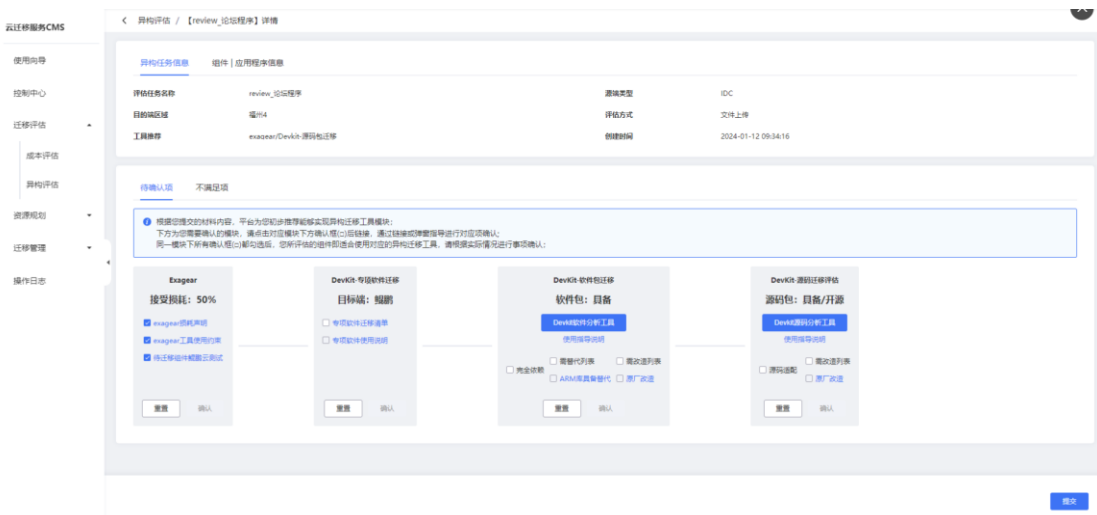 云迁移服务CMS
使用向导
控制中心
迁移评估
成本评估
异构评估
资源规划
迁移管理
操作日志
异构评估 / 【review_论坛程序】详情
异构任务信息 组件 | 应用程序信息
评估任务名称 review_论坛程序 源端类型 IDC
目的端区域 福州4 评估方式 文件上传
工具推荐 exagear/Devkit-源码包迁移 创建时间 2024-01-12 09:34:16
待确认项 不满足项
根据您提交的材料内容，平台为您初步推荐能够实现异构迁移工具模块：
下方为您需要确认的模块，请点击对应模块下方确认框(□)后链接，通过链接或弹窗指导进行对应项确认;
同一模块下所有确认框(□)都勾选后，您所评估的组件即适合使用对应的异构迁移工具，请根据实际情况进行事项确认：
Exagear
接受损耗：50%
exagear损耗声明
exagear工具使用约束
待迁移组件鲲鹏云测试
重置 确认
DevKit-专项软件迁移
目标端：鲲鹏
专项软件迁移清单
专项软件使用说明
重置 确认
DevKit-软件包迁移
软件包：具备
Devkit软件分析工具
使用指导说明
完全依赖
需替代列表 需改造列表
ARM库具备替代 原厂改造
重置 确认
DevKit-源码迁移评估
源码包：具备/开源
Devkit源码分析工具
使用指导说明
源码适配
需改造列表
原厂改造
重置 确认
提交